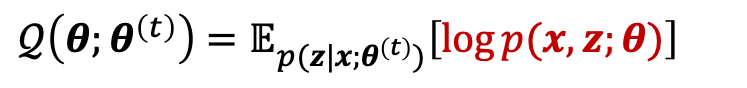 𝒬(𝜽; 𝜽⁽ᵗ⁾) = 𝔼_{p(𝒛|𝒙;𝜽⁽ᵗ⁾)}[log p(𝒙, 𝒛; 𝜽)]